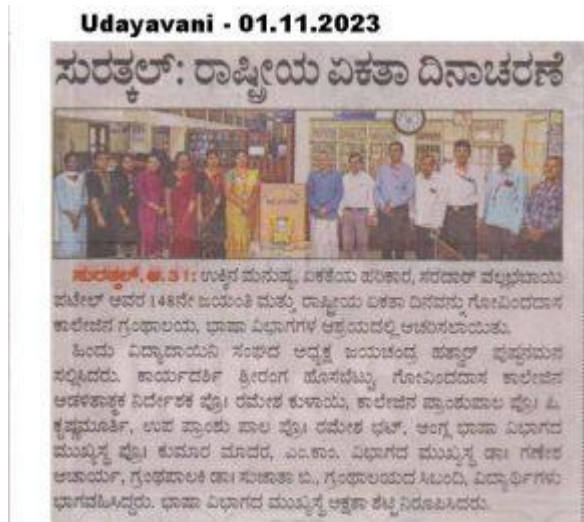 Udayavani - 01.11.2023
ಸುರತ್ಕಲ್: ರಾಷ್ಟ್ರೀಯ ಏಕತಾ ದಿನಾಚರಣೆ
ಸುರತ್ಕಲ್, ಅ. 31: ಉಕ್ಕಿನ ಮನುಷ್ಯ, ಏಕತೆಯ ಹರಿಕಾರ, ಸರದಾರ್ ವಲ್ಲಭಬಾಯಿ
ಪಟೇಲ್ ಅವರ 148ನೇ ಜಯಂತಿ ಮತ್ತು ರಾಷ್ಟ್ರೀಯ ಏಕತಾ ದಿನವನ್ನು ಗೋವಿಂದದಾಸ
ಕಾಲೇಜಿನ ಗ್ರಂಥಾಲಯ, ಭಾಷಾ ವಿಭಾಗಗಳ ಆಶ್ರಯದಲ್ಲಿ ಆಚರಿಸಲಾಯಿತು.
ಹಿಂದು ವಿದ್ಯಾದಾಯಿನಿ ಸಂಘದ ಅಧ್ಯಕ್ಷ ಜಯಚಂದ್ರ ಹತ್ವಾರ್ ಪುಷ್ಪನಮನ
ಸಲ್ಲಿಸಿದರು. ಕಾರ್ಯದರ್ಶಿ ಶ್ರೀರಂಗ ಹೊಸಬೆಟ್ಟು, ಗೋವಿಂದದಾಸ ಕಾಲೇಜಿನ
ಆಡಳಿತಾತ್ಮಕ ನಿರ್ದೇಶಕ ಪ್ರೊ। ರಮೇಶ ಕುಳಾಯಿ, ಕಾಲೇಜಿನ ಪ್ರಾಂಶುಪಾಲ ಪ್ರೊ। ಪಿ.
ಕೃಷ್ಣಮೂರ್ತಿ, ಉಪ ಪ್ರಾಂಶು ಪಾಲ ಪ್ರೊ। ರಮೇಶ ಭಟ್, ಆಂಗ್ಲ ಭಾಷಾ ವಿಭಾಗದ
ಮುಖ್ಯಸ್ಥ ಪ್ರೊ। ಕುಮಾರ ಮಾದರ, ಎಂ.ಕಾಂ. ವಿಭಾಗದ ಮುಖ್ಯಸ್ಥ ಡಾ। ಗಣೇಶ
ಆಚಾರ್ಯ, ಗ್ರಂಥಪಾಲಕಿ ಡಾ। ಸುಜಾತಾ ಬಿ., ಗ್ರಂಥಾಲಯದ ಸಿಬಂದಿ, ವಿದ್ಯಾರ್ಥಿಗಳು
ಭಾಗವಹಿಸಿದ್ದರು. ಭಾಷಾ ವಿಭಾಗದ ಮುಖ್ಯಸ್ಥೆ ಅಕ್ಷತಾ ಶೆಟ್ಟಿ ನಿರೂಪಿಸಿದರು.